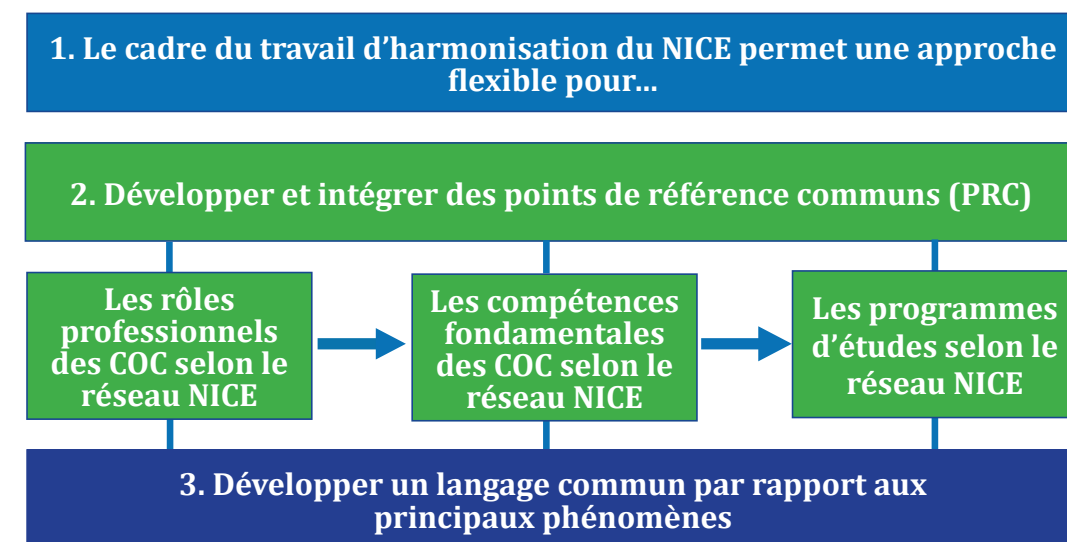 1. Le cadre du travail d’harmonisation du NICE permet une approche
flexible pour...
2. Développer et intégrer des points de référence communs (PRC)
Les rôles
professionnels
des COC selon le
réseau NICE
Les compétences
fondamentales
des COC selon le
réseau NICE
Les programmes
d’études selon le
réseau NICE
3. Développer un langage commun par rapport aux
principaux phénomènes